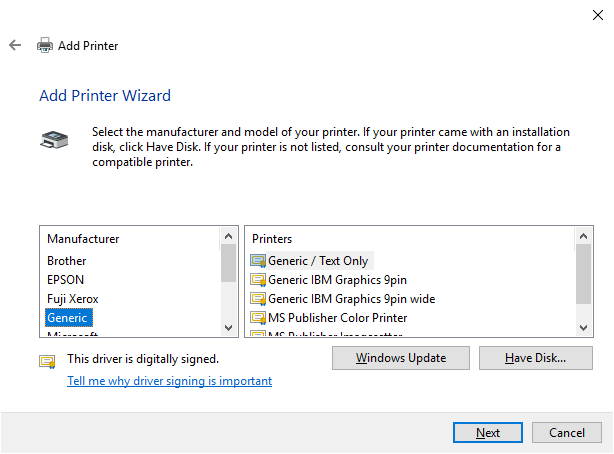 Add Printer
Add Printer Wizard
Select the manufacturer and model of your printer. If your printer came with an installation
disk, click Have Disk. If your printer is not listed, consult your printer documentation for a
compatible printer.
Manufacturer
Brother
EPSON
Fuji Xerox
Generic
Microsoft
Printers
Generic / Text Only
Generic IBM Graphics 9pin
Generic IBM Graphics 9pin wide
MS Publisher Color Printer
MS Publisher Imagesetter
This driver is digitally signed.
Tell me why driver signing is important
Windows Update
Have Disk...
Next
Cancel